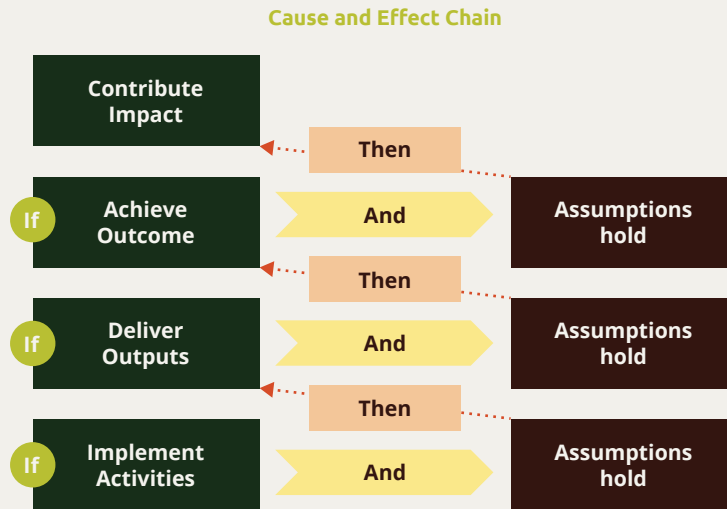 Cause and Effect Chain
Contribute
Impact
Then
If
Achieve
Outcome
And
Assumptions
hold
Then
If
Deliver
Outputs
And
Assumptions
hold
Then
If
Implement
Activities
And
Assumptions
hold